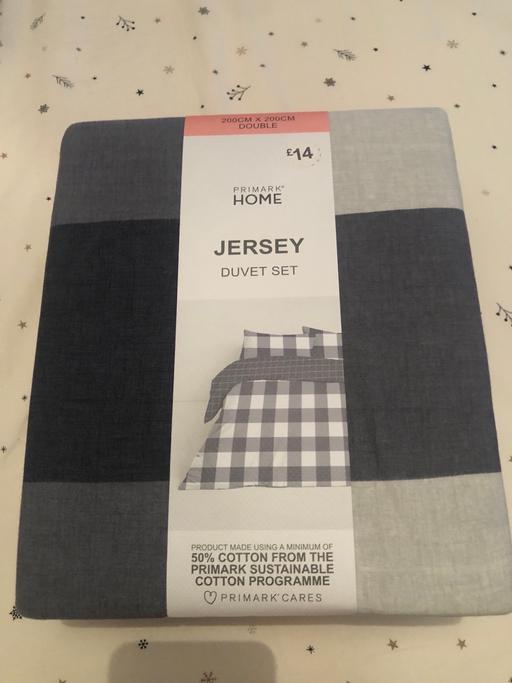 200CM X 200CM
DOUBLE
£14
PRIMARK®
HOME
JERSEY
DUVET SET
PRODUCT MADE USING A MINIMUM OF
50% COTTON FROM THE
PRIMARK SUSTAINABLE
COTTON PROGRAMME
PRIMARK® CARES